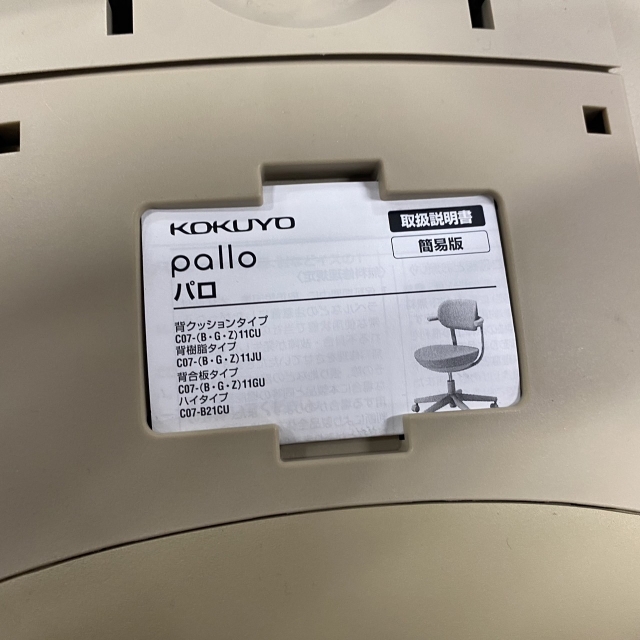 KOKUYO
取扱説明書
簡易版
pallo
パロ
背クッションタイプ
C07-(B・G・Z)11CU
背樹脂タイプ
C07-(B・G・Z)11JU
背合板タイプ
C07-(B・G・Z)11GU
ハイタイプ
C07-B21CU